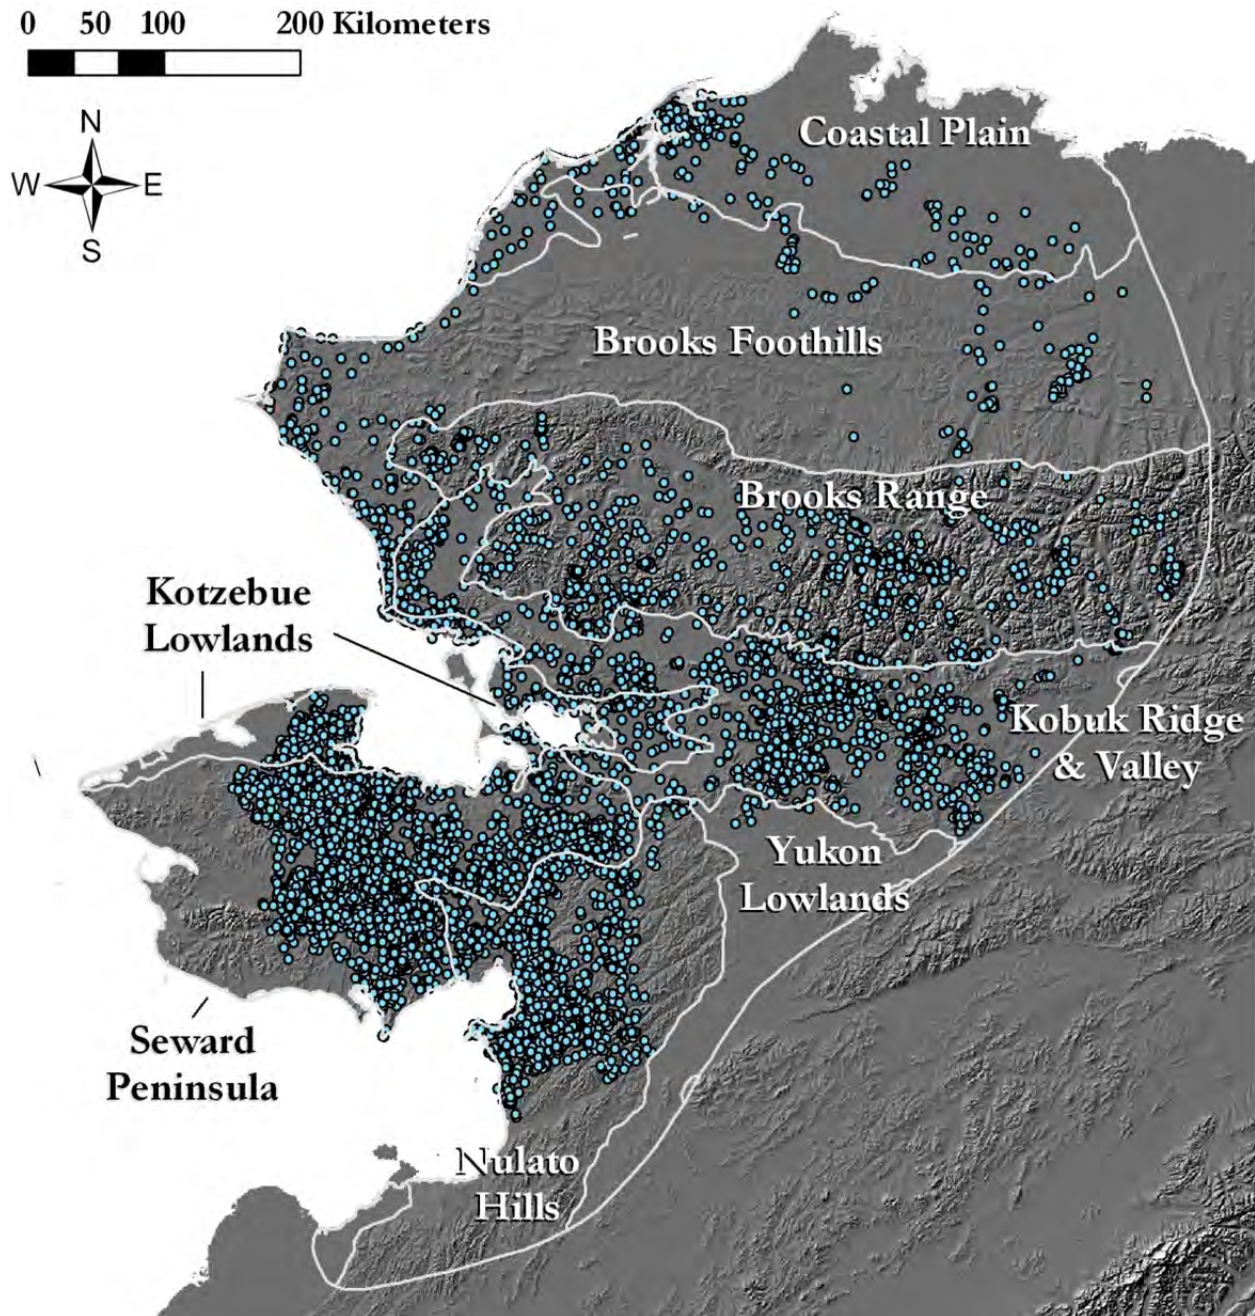 0 50 100 200 Kilometers
N
W E
S
Coastal Plain
Brooks Foothills
Brooks Range
Kotzebue
Lowlands
Kobuk Ridge
& Valley
Yukon
Lowlands
Seward
Peninsula
Nulato
Hills